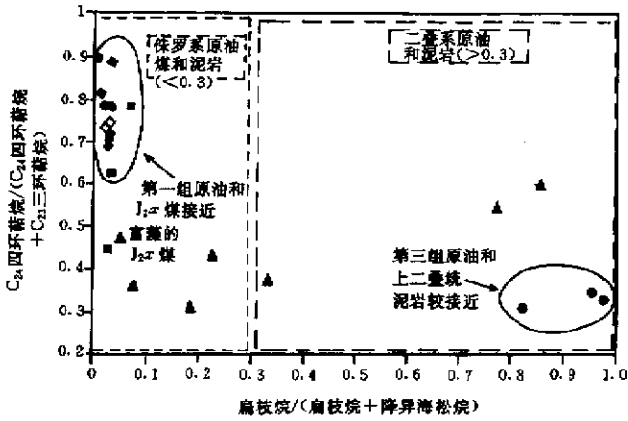 C₂₄四环萜烷/(C₂₄四环萜烷
+C₂₁三环萜烷)
1.0
0.9
0.8
0.7
0.6
0.5
0.4
0.3
0.2
侏罗系原油
煤和泥岩
(<0.3)
二叠系原油
和泥岩(>0.3)
第一组原油和
J₂x 煤接近
富藻的
J₂x 煤
第三组原油和
上二叠统
泥岩较接近
0
0.1
0.2
0.3
0.4
0.5
0.6
0.7
0.8
0.9
1.0
扁枝烷/(扁枝烷+降异海松烷)